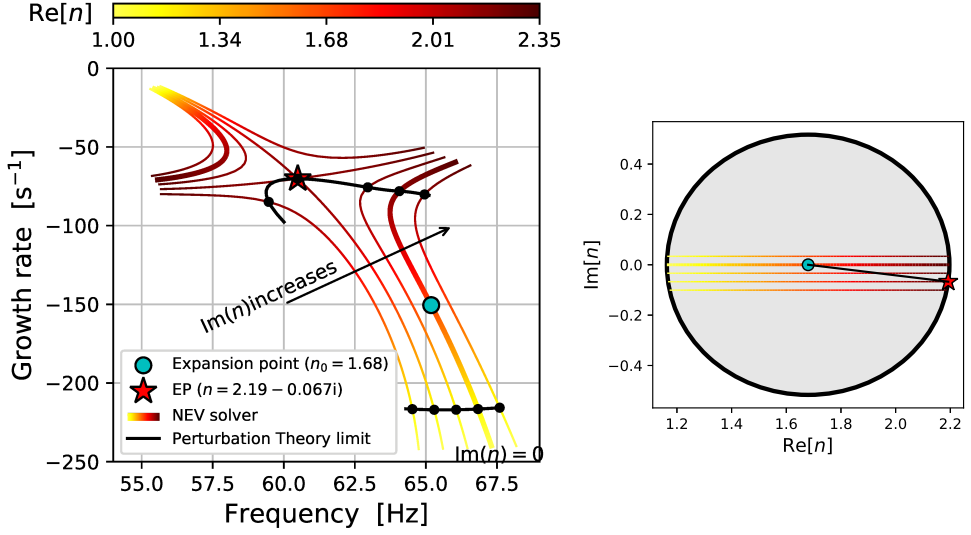 Re[n]
1.00 1.34 1.68 2.01 2.35
Growth rate [s⁻¹]
0
−50
−100
−150
−200
−250
Im(n)increases
Expansion point (n₀ = 1.68)
EP (n = 2.19 − 0.067i)
NEV solver
Perturbation Theory limit
Im(n) = 0
55.0 57.5 60.0 62.5 65.0 67.5
Frequency [Hz]
Im[n]
0.4
0.2
0.0
−0.2
−0.4
1.2 1.4 1.6 1.8 2.0 2.2
Re[n]